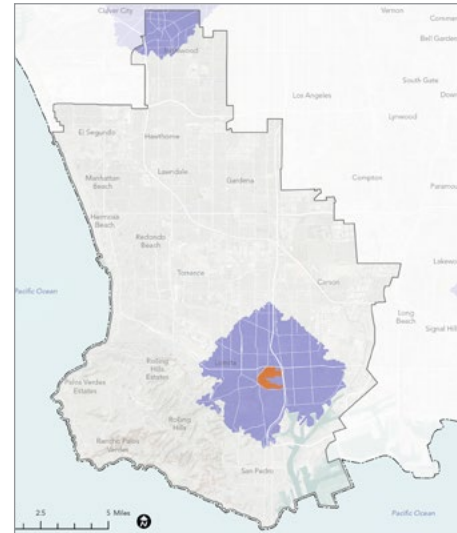 Culver City
Vernon
Bell Garden
Inglewood
South Gate
Los Angeles
Lynwood
El Segundo
Hawthorne
Lawndale
Gardena
Compton
Manhattan
Beach
Hermosa
Beach
Redondo
Beach
Torrance
Carson
Pacific Ocean
Long
Beach
Signal Hill
Rolling
Hills
Estates
Palos Verdes
Estates
Rolling
Hills
Rancho Palos
Verdes
San Pedro
2.5 5 Miles
Pacific Ocean